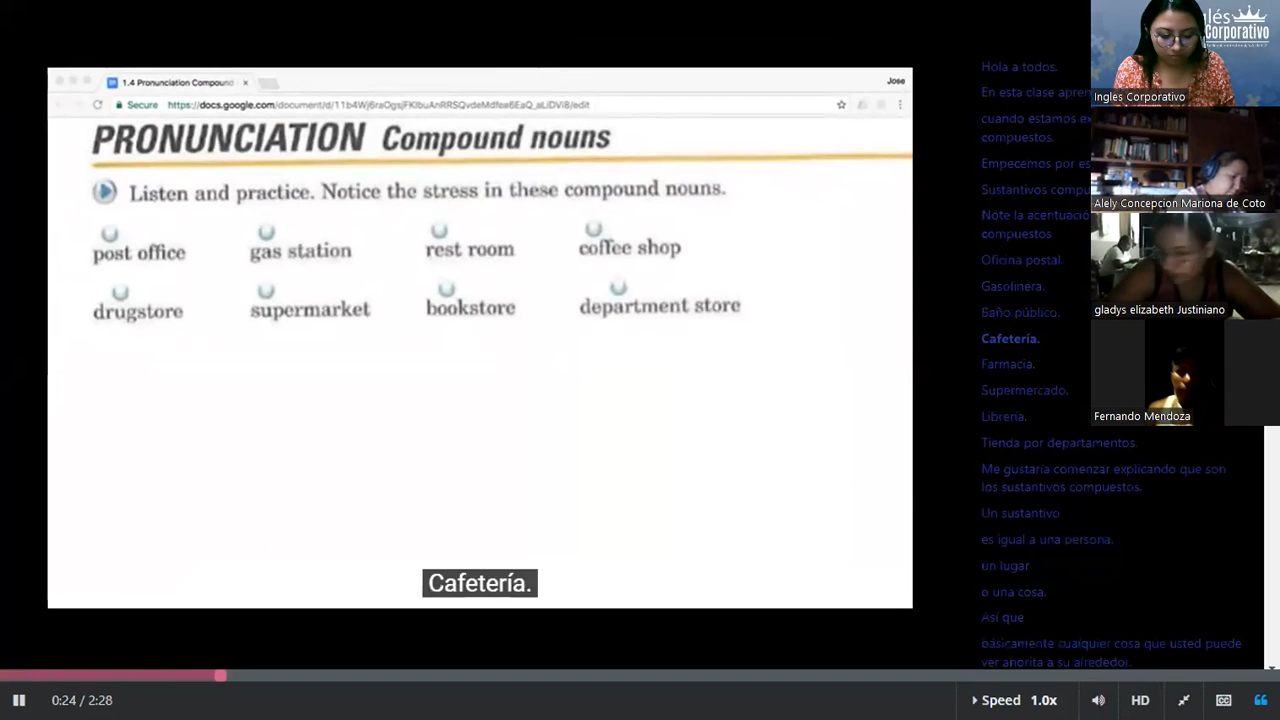 1.4 Pronunciation Compound
Jose
Secure https://docs.google.com/document/d/11b4Wj6raOgsjFKlbuAnRRSQvdeMdfea6EaQ_aLiDVi8/edit
PRONUNCIATION Compound nouns
Listen and practice. Notice the stress in these compound nouns.
post office gas station rest room coffee shop
drugstore supermarket bookstore department store
Cafetería.
0:24 / 2:28
Speed 1.0x
HD
CC
Hola a todos.
En esta clase apren
cuando estamos ex
compuestos.
Empecemos por es
Sustantivos compu
Note la acentuació
compuestos
Oficina postal.
Gasolinera.
Baño público.
Cafetería.
Farmacia.
Supermercado.
Librería.
Tienda por departamentos.
Me gustaría comenzar explicando que son
los sustantivos compuestos.
Un sustantivo
es igual a una persona.
un lugar
o una cosa.
Así que
básicamente cualquier cosa que usted puede
ver ahorita a su alrededor.
lés
Corporativo
Inglés Corporativo
Alely Concepcion Mariona de Coto
gladys elizabeth Justiniano
Fernando Mendoza